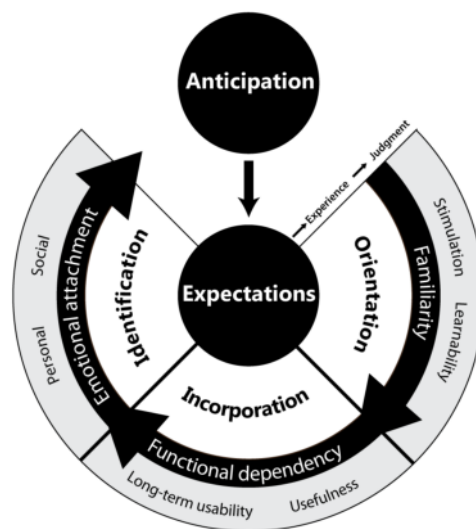 Anticipation
Expectations
Experience
Judgment
Orientation
Familiarity
Stimulation
Learnability
Incorporation
Functional dependency
Long-term usability
Usefulness
Identification
Emotional attachment
Social
Personal